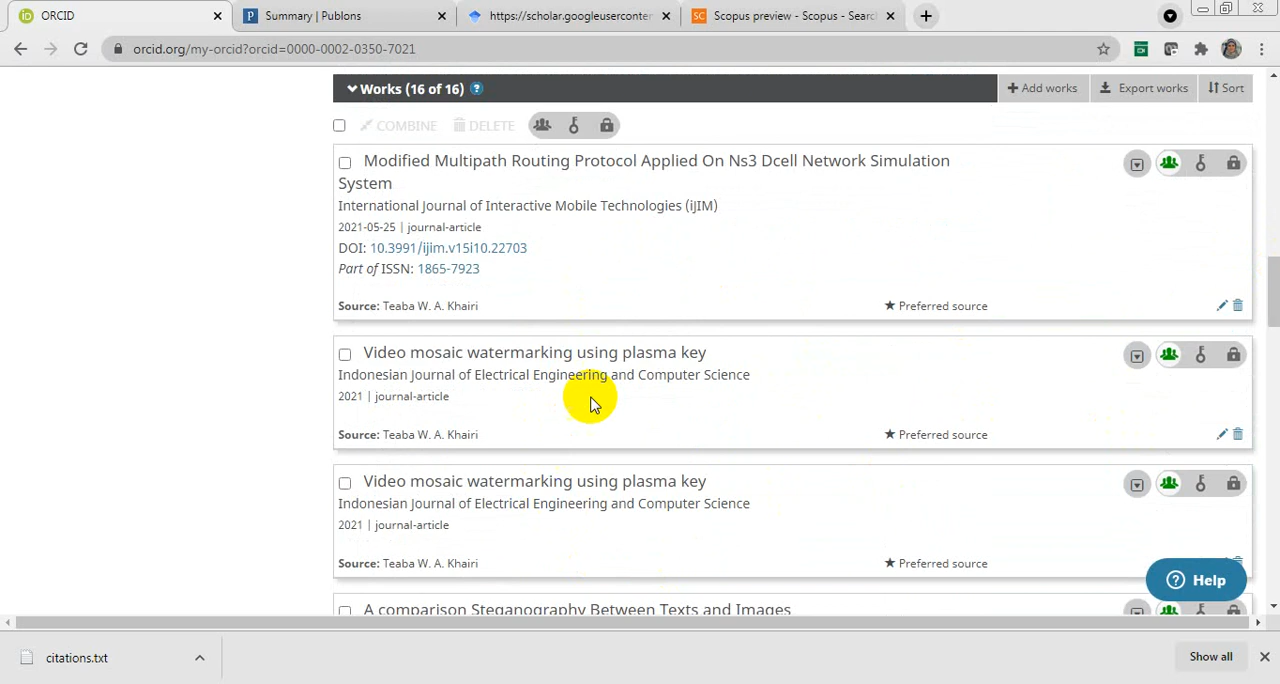 ORCID
Summary | Publons
https://scholar.googleuserconter
SC Scopus preview - Scopus - Searc
orcid.org/my-orcid?orcid=0000-0002-0350-7021
Works (16 of 16)
Add works
Export works
Sort
COMBINE
DELETE
Modified Multipath Routing Protocol Applied On Ns3 Dcell Network Simulation
System
International Journal of Interactive Mobile Technologies (iJIM)
2021-05-25 | journal-article
DOI: 10.3991/ijim.v15i10.22703
Part of ISSN: 1865-7923
Source: Teaba W. A. Khairi
Preferred source
Video mosaic watermarking using plasma key
Indonesian Journal of Electrical Engineering and Computer Science
2021 | journal-article
Source: Teaba W. A. Khairi
Preferred source
Video mosaic watermarking using plasma key
Indonesian Journal of Electrical Engineering and Computer Science
2021 | journal-article
Source: Teaba W. A. Khairi
Preferred source
Help
A comparison Steganography Between Texts and Images
citations.txt
Show all